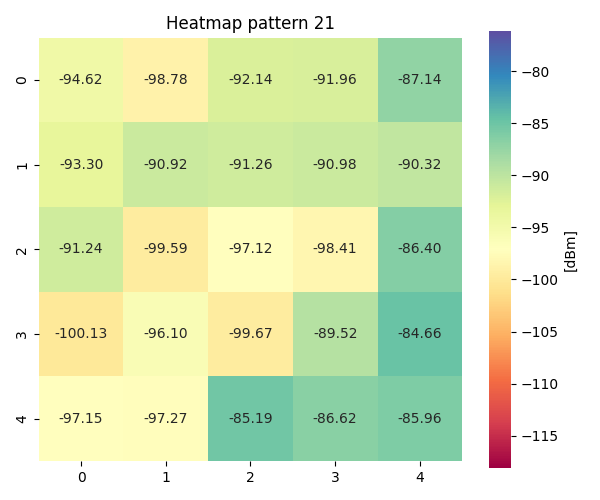 Heatmap pattern 21
0 -94.62 -98.78 -92.14 -91.96 -87.14
1 -93.30 -90.92 -91.26 -90.98 -90.32
2 -91.24 -99.59 -97.12 -98.41 -86.40
3 -100.13 -96.10 -99.67 -89.52 -84.66
4 -97.15 -97.27 -85.19 -86.62 -85.96
0 1 2 3 4
−80
−85
−90
−95
−100
−105
−110
−115
[dBm]